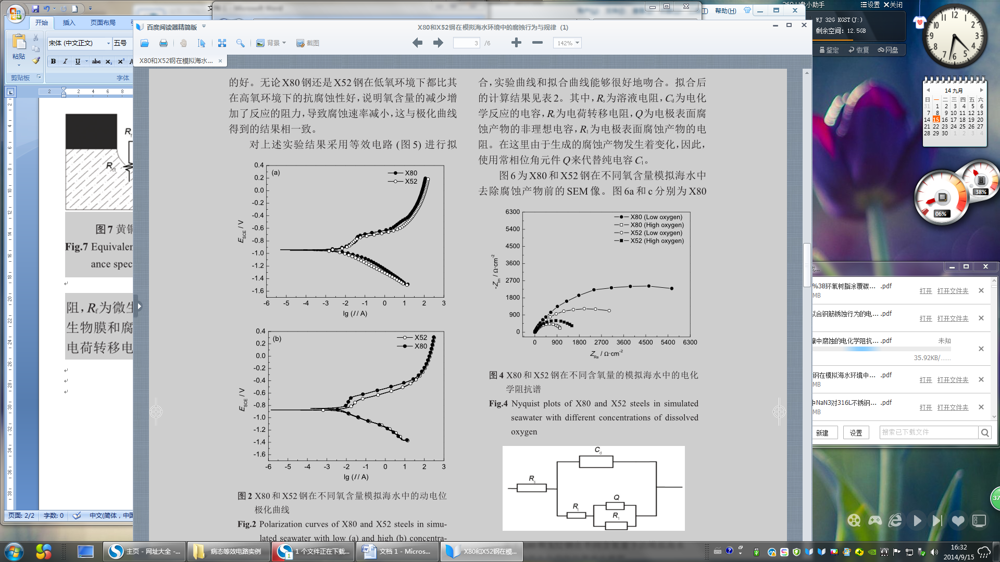 开始
插入
页面布局
宋体 (中文正文)
五号
粘贴
剪贴板
字体
B I U abc X₂ X²
百度阅读器精简版
X80和X52钢在模拟海水环境中的腐蚀行为与规律 (1)
背景
截图
3 /6
142%
X80和X52钢在模拟海水... ×
帮助(H)
设置 ×关闭
WJ 32G KGST(J:)
剩余空间: 12.5GB
鉴定 恢复 网盘
的好。无论X80钢还是X52钢在低氧环境下都比其
在高氧环境下的抗腐蚀性好,说明氧含量的减少增
加了反应的阻力,导致腐蚀速率减小,这与极化曲线
得到的结果相一致。
对上述实验结果采用等效电路(图5)进行拟
(a)
X80
X52
0.4
0.2
0.0
-0.2
-0.4
-0.6
-0.8
-1.0
-1.2
-1.4
-1.6
E SCE / V
-6 -5 -4 -3 -2 -1 0 1 2 3
lg (I / A)
(b)
X52
X80
0.4
0.2
0.0
-0.2
-0.4
-0.6
-0.8
-1.0
-1.2
-1.4
-1.6
E SCE / V
-6 -5 -4 -3 -2 -1 0 1 2 3
lg (I / A)
图2 X80和X52钢在不同氧含量模拟海水中的动电位
极化曲线
Fig.2 Polarization curves of X80 and X52 steels in simu-
lated seawater with low (a) and high (b) concentra-
合,实验曲线和拟合曲线能够很好地吻合。拟合后
的计算结果见表2。其中,Rs为溶液电阻,Cd为电化
学反应的电容,Rt为电荷转移电阻,Q为电极表面腐
蚀产物的非理想电容,R1为电极表面腐蚀产物的电
阻。在这里由于生成的腐蚀产物发生着变化,因此,
使用常相位角元件Q来代替纯电容C1。
图6为X80和X52钢在不同氧含量模拟海水中
去除腐蚀产物前的SEM像。图6a和c分别为X80
X80 (Low oxygen)
X80 (High oxygen)
X52 (Low oxygen)
X52 (High oxygen)
6300
5400
4500
3600
2700
1800
900
0
-Z Im / Ω·cm-2
0 900 1800 2700 3600 4500 5400 6300
Z Re / Ω·cm-2
图4 X80和X52钢在不同含氧量的模拟海水中的电化
学阻抗谱
Fig.4 Nyquist plots of X80 and X52 steels in simulated
seawater with different concentrations of dissolved
oxygen
Cd
Rs
Q
Rt
R1
图7 黄铜
Fig.7 Equivalen
ance spec
阻,Rf为微生
生物膜和腐
电荷转移电
页面: 2/2 字数: 0 中文(简体, 中国
14 九月
日 一 二 三 四 五 六
31 1 2 3 4 5 6
7 8 9 10 11 12 13
14 15 16 17 18 19 20
21 22 23 24 25 26 27
28 29 30 1 2 3 4
38%
06%
%3B环氧树脂涂覆碳... .pdf
MB 打开 打开文件夹
拟合钢筋锈蚀行为的电... .pdf
打开 打开文件夹
壤中腐蚀的电化学阻抗... 未知
35.92KB/......
钢在模拟海水环境中... .pdf
MB 打开 打开文件夹
中NaN3对316L不锈钢... .pdf
MB 打开 打开文件夹
新建 设置 搜索已下载文件
37
主页 - 网址大全 -...
病态等效电路实例
1 个文件正在下载...
文档 1 - Micros...
X80和X52钢在模...
16:32
2014/9/15